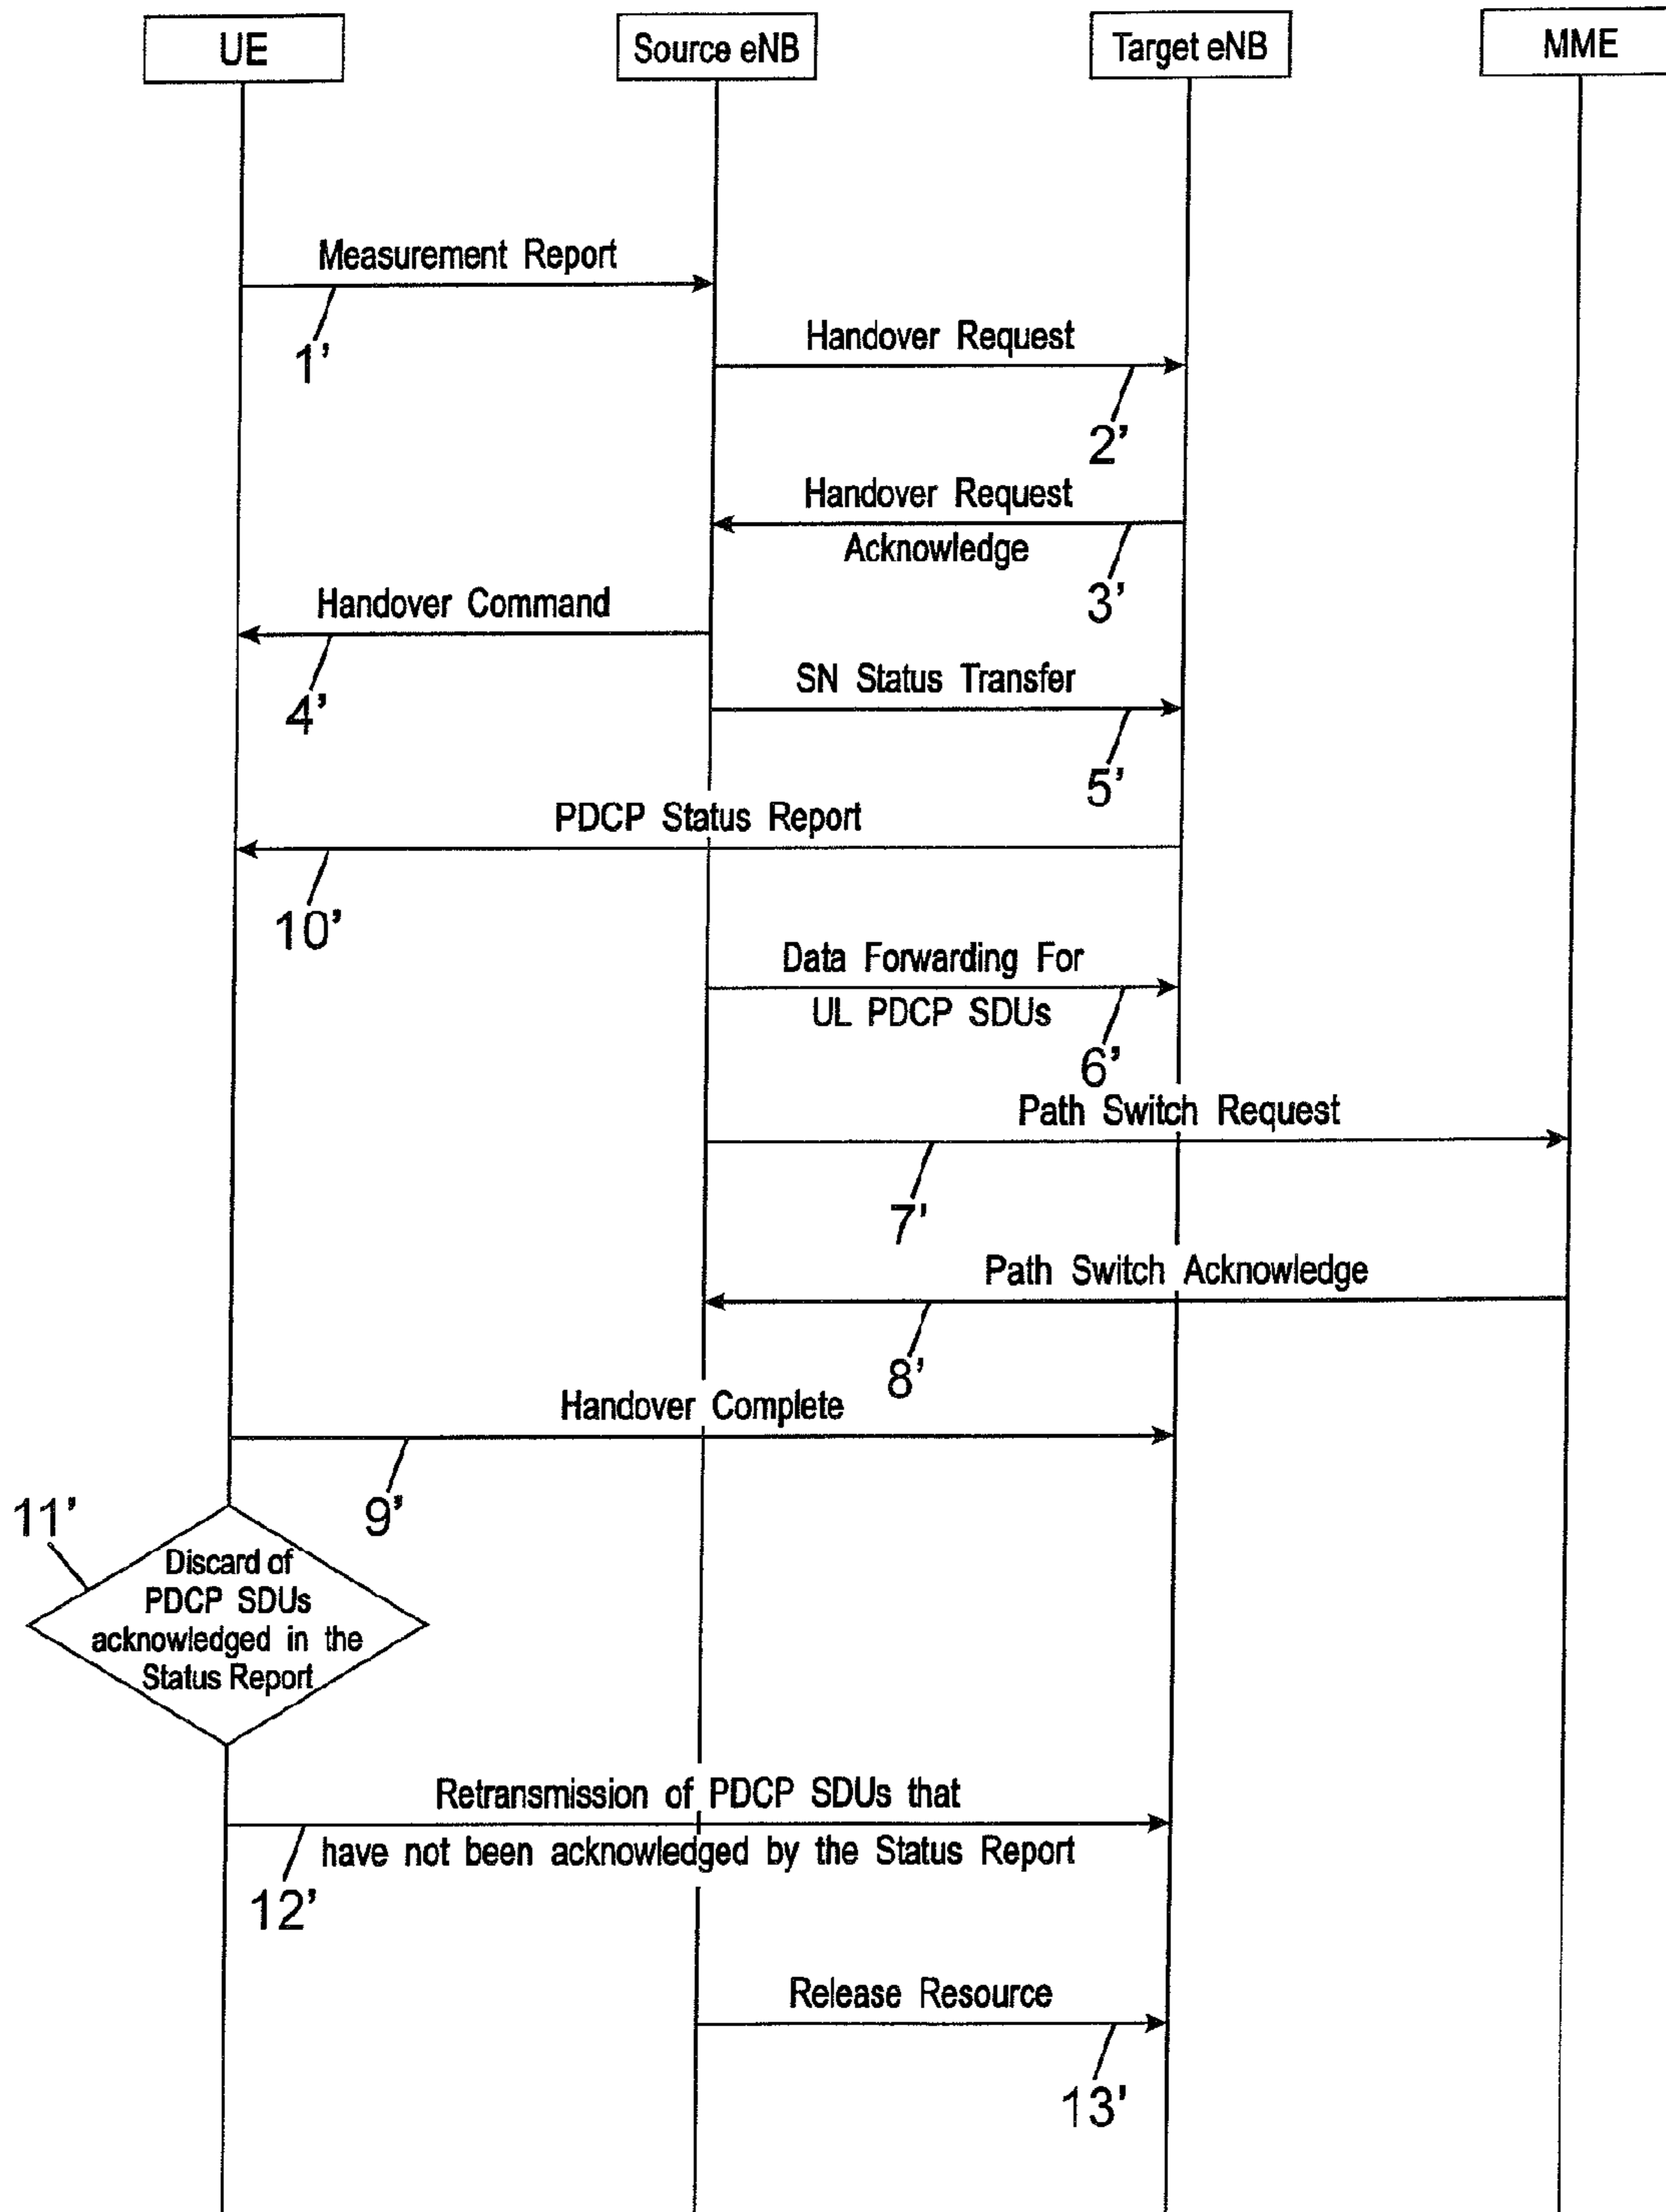 UE
Source eNB
Target eNB
MME
Measurement Report
1'
Handover Request
2'
Handover Request
Acknowledge
3'
Handover Command
4'
SN Status Transfer
5'
PDCP Status Report
10'
Data Forwarding For
UL PDCP SDUs
6'
Path Switch Request
7'
Path Switch Acknowledge
8'
Handover Complete
9'
11'
Discard of
PDCP SDUs
acknowledged in the
Status Report
Retransmission of PDCP SDUs that
have not been acknowledged by the Status Report
12'
Release Resource
13'